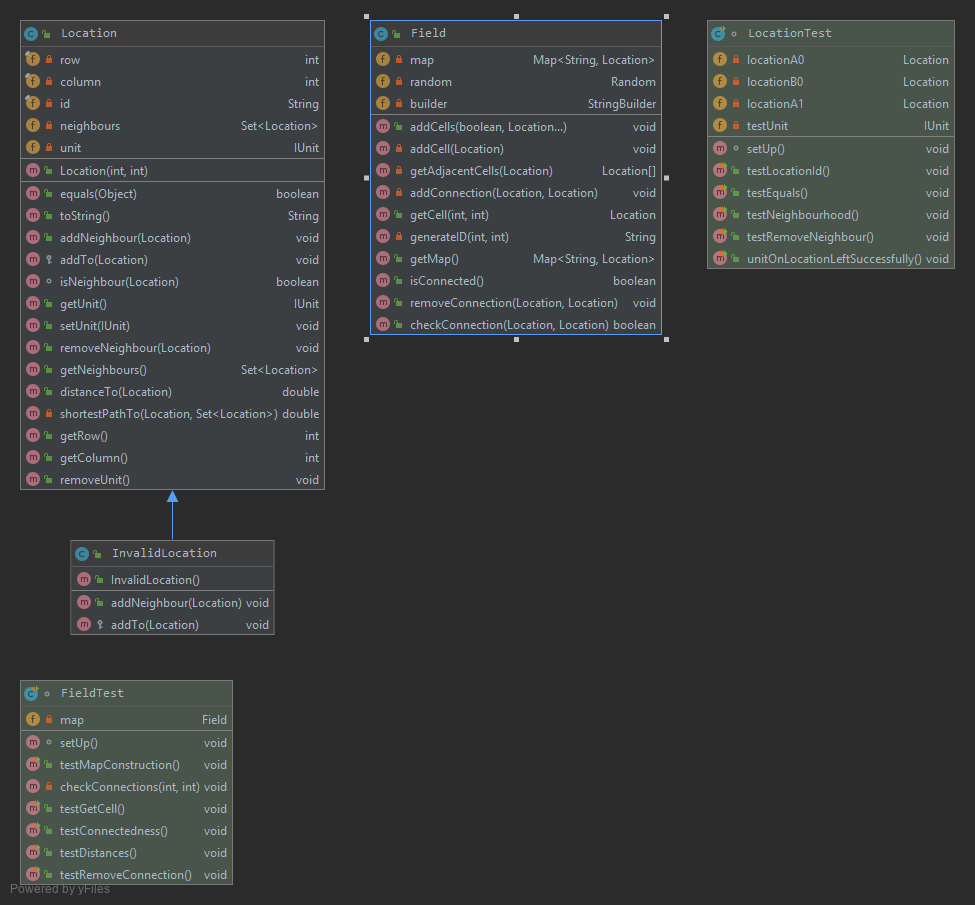 Location
row int
column int
id String
neighbours Set<Location>
unit IUnit
Location(int, int)
equals(Object) boolean
toString() String
addNeighbour(Location) void
addTo(Location) void
isNeighbour(Location) boolean
getUnit() IUnit
setUnit(IUnit) void
removeNeighbour(Location) void
getNeighbours() Set<Location>
distanceTo(Location) double
shortestPathTo(Location, Set<Location>) double
getRow() int
getColumn() int
removeUnit() void
Field
map Map<String, Location>
random Random
builder StringBuilder
addCells(boolean, Location...) void
addCell(Location) void
getAdjacentCells(Location) Location[]
addConnection(Location, Location) void
getCell(int, int) Location
generateID(int, int) String
getMap() Map<String, Location>
isConnected() boolean
removeConnection(Location, Location) void
checkConnection(Location, Location) boolean
LocationTest
locationA0 Location
locationB0 Location
locationA1 Location
testUnit IUnit
setUp() void
testLocationId() void
testEquals() void
testNeighbourhood() void
testRemoveNeighbour() void
unitOnLocationLeftSuccessfully() void
InvalidLocation
InvalidLocation()
addNeighbour(Location) void
addTo(Location) void
FieldTest
map Field
setUp() void
testMapConstruction() void
checkConnections(int, int) void
testGetCell() void
testConnectedness() void
testDistances() void
testRemoveConnection() void
Powered by yFiles